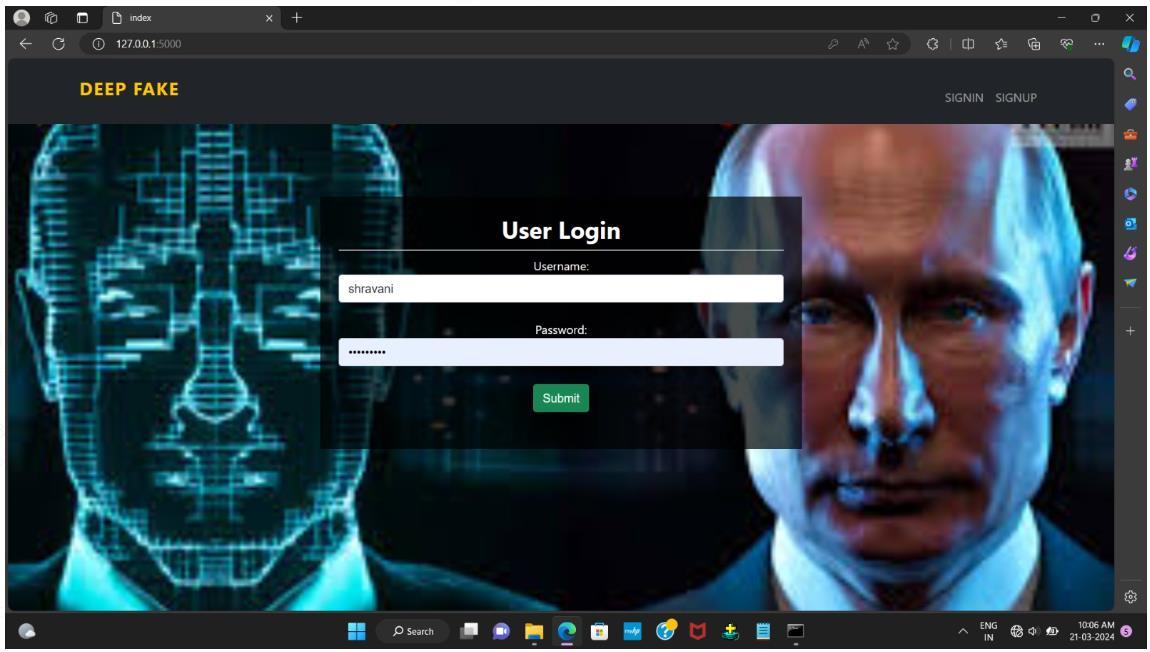 index
127.0.0.1:5000
DEEP FAKE
SIGNIN SIGNUP
User Login
Username:
shravani
Password:
•••••••••
Submit
Search
ENG
IN
10:06 AM
21-03-2024